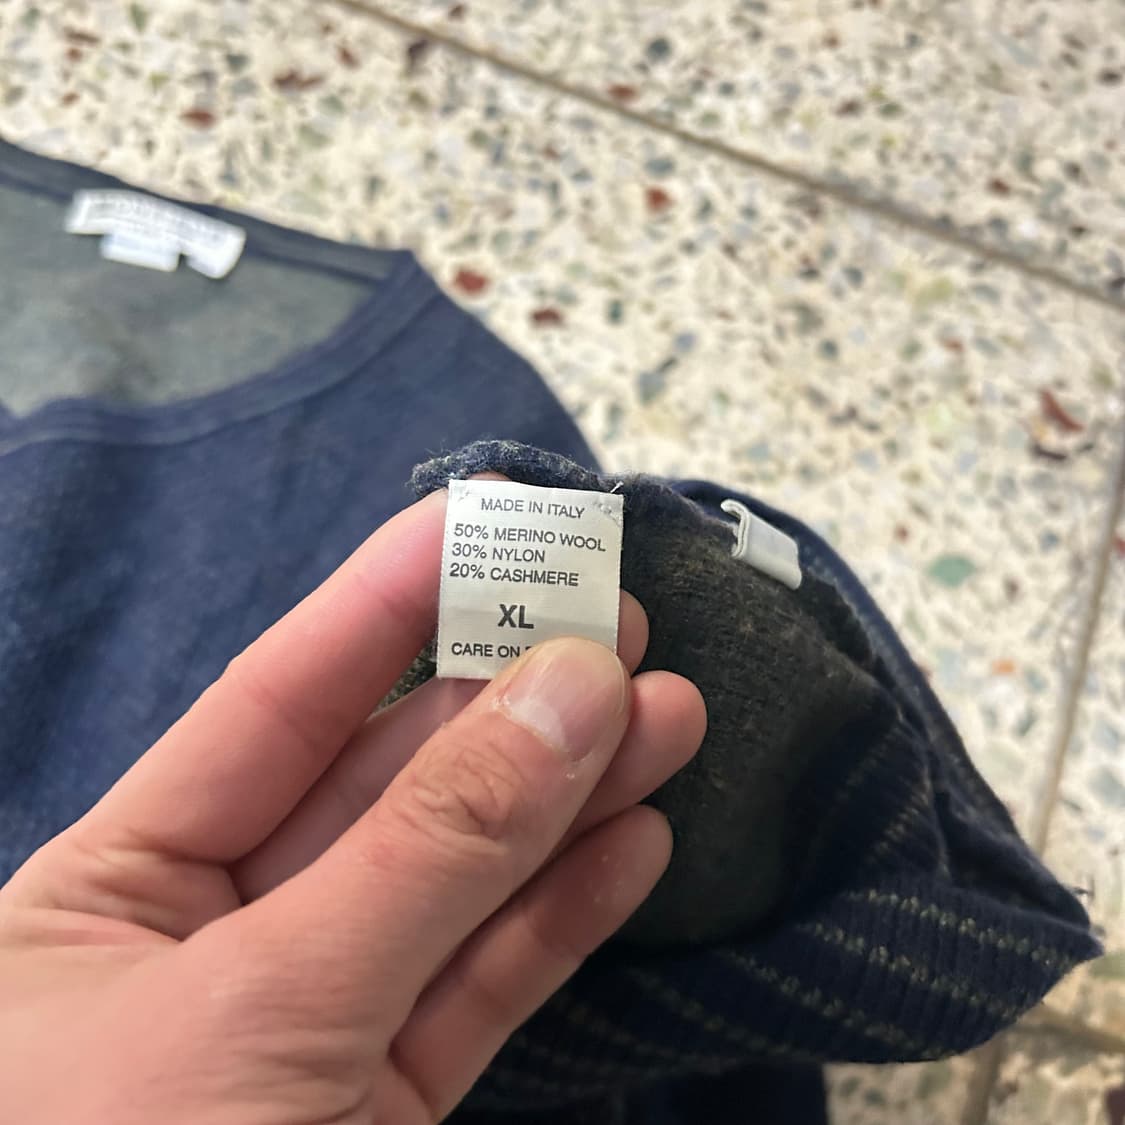 MADE IN ITALY
50% MERINO WOOL
30% NYLON
20% CASHMERE
XL
CARE ON